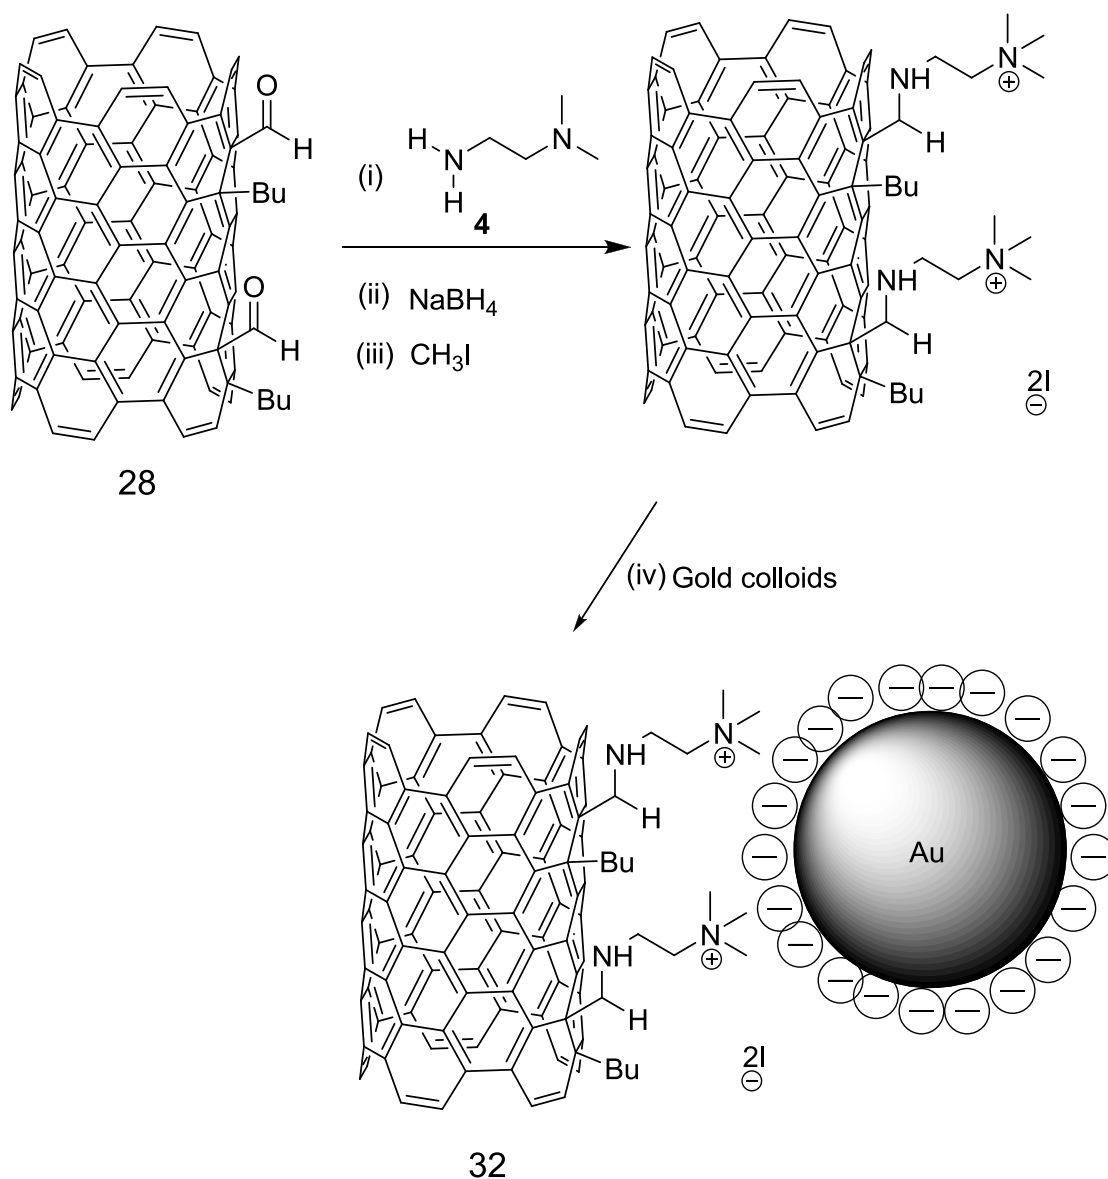 O
H
Bu
O
H
Bu
28
(i)
H
N
H
N
4
(ii) NaBH4
(iii) CH3I
NH
N
+
H
Bu
NH
N
+
H
Bu
2I
−
(iv) Gold colloids
NH
N
+
H
Bu
NH
N
+
H
Bu
2I
−
Au
32